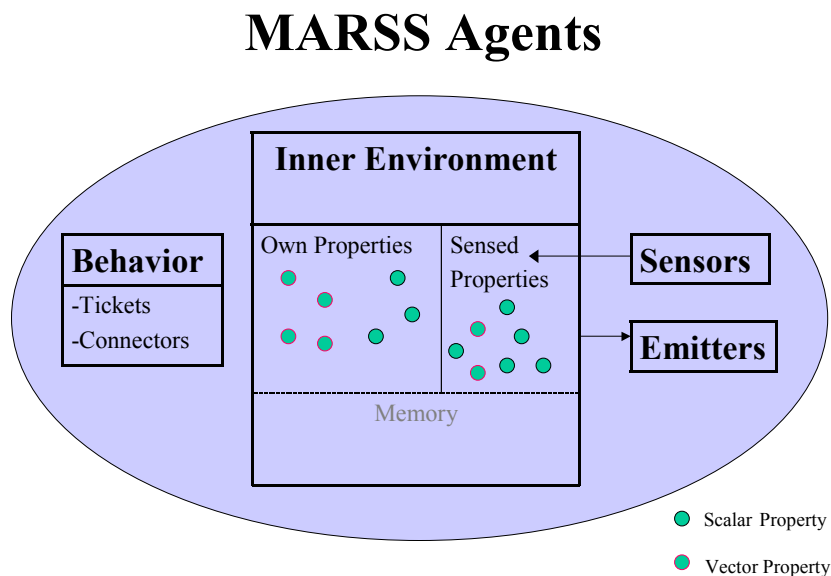 MARSS Agents
Inner Environment
Behavior
-Tickets
-Connectors
Own Properties
Sensed
Properties
Sensors
Emitters
Memory
Scalar Property
Vector Property